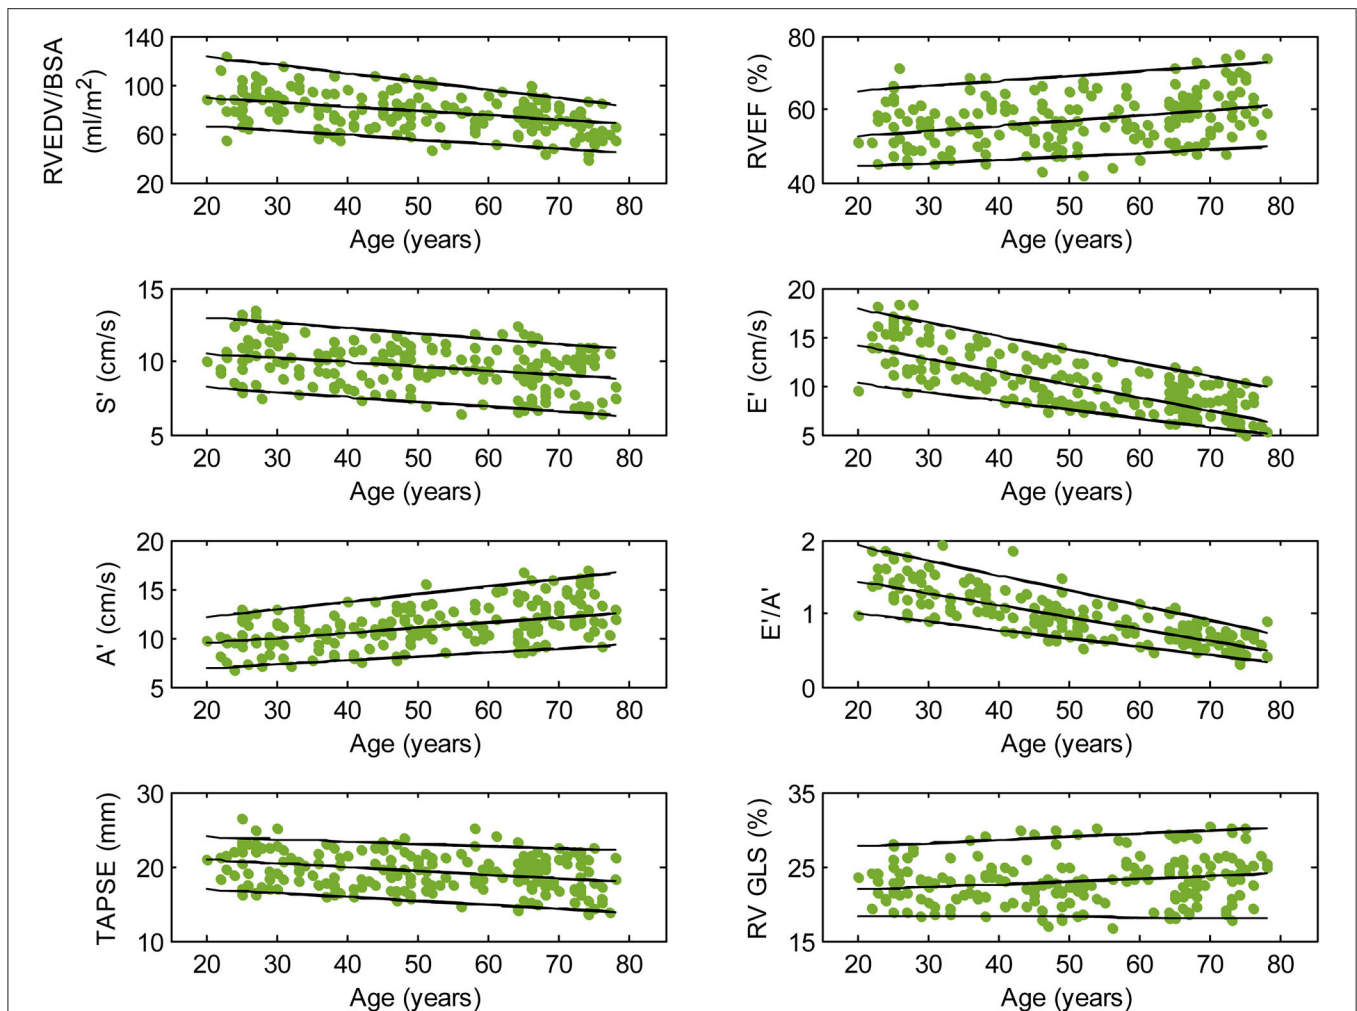 RVEDV/BSA
(ml/m²)
140
100
60
20
20 30 40 50 60 70 80
Age (years)
RVEF (%)
80
60
40
20 30 40 50 60 70 80
Age (years)
S' (cm/s)
15
10
5
20 30 40 50 60 70 80
Age (years)
E' (cm/s)
20
15
10
5
20 30 40 50 60 70 80
Age (years)
A' (cm/s)
20
15
10
5
20 30 40 50 60 70 80
Age (years)
E'/A'
2
1
0
20 30 40 50 60 70 80
Age (years)
TAPSE (mm)
30
20
10
20 30 40 50 60 70 80
Age (years)
RV GLS (%)
35
25
15
20 30 40 50 60 70 80
Age (years)